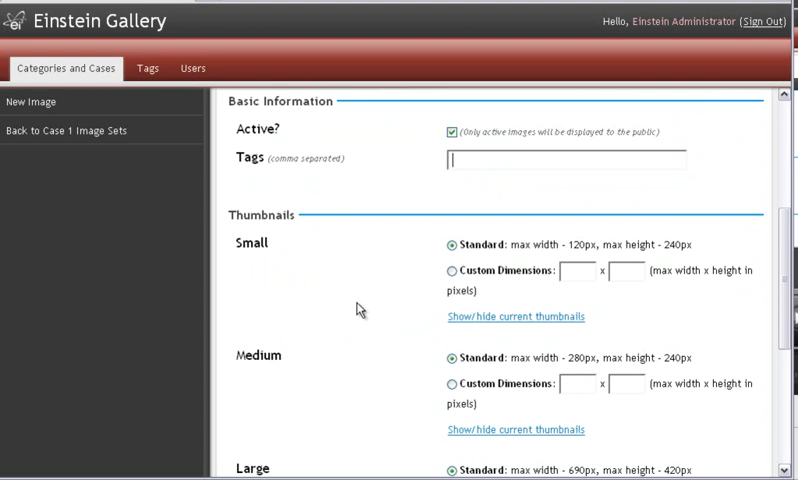 Einstein Gallery
Hello, Einstein Administrator (Sign Out)
Categories and Cases Tags Users
New Image
Back to Case 1 Image Sets
Basic Information
Active? (Only active images will be displayed to the public)
Tags (comma separated)
Thumbnails
Small Standard: max width - 120px, max height - 240px
Custom Dimensions: x (max width x height in
pixels)
Show/hide current thumbnails
Medium Standard: max width - 280px, max height - 240px
Custom Dimensions: x (max width x height in
pixels)
Show/hide current thumbnails
Large Standard: max width - 690px, max height - 420px